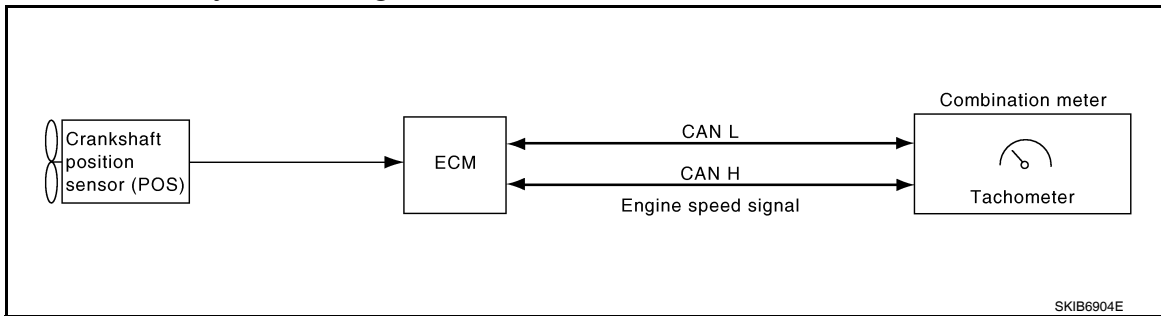 Crankshaft
position
sensor (POS)
ECM
CAN L
CAN H
Engine speed signal
Combination meter
Tachometer
SKIB6904E